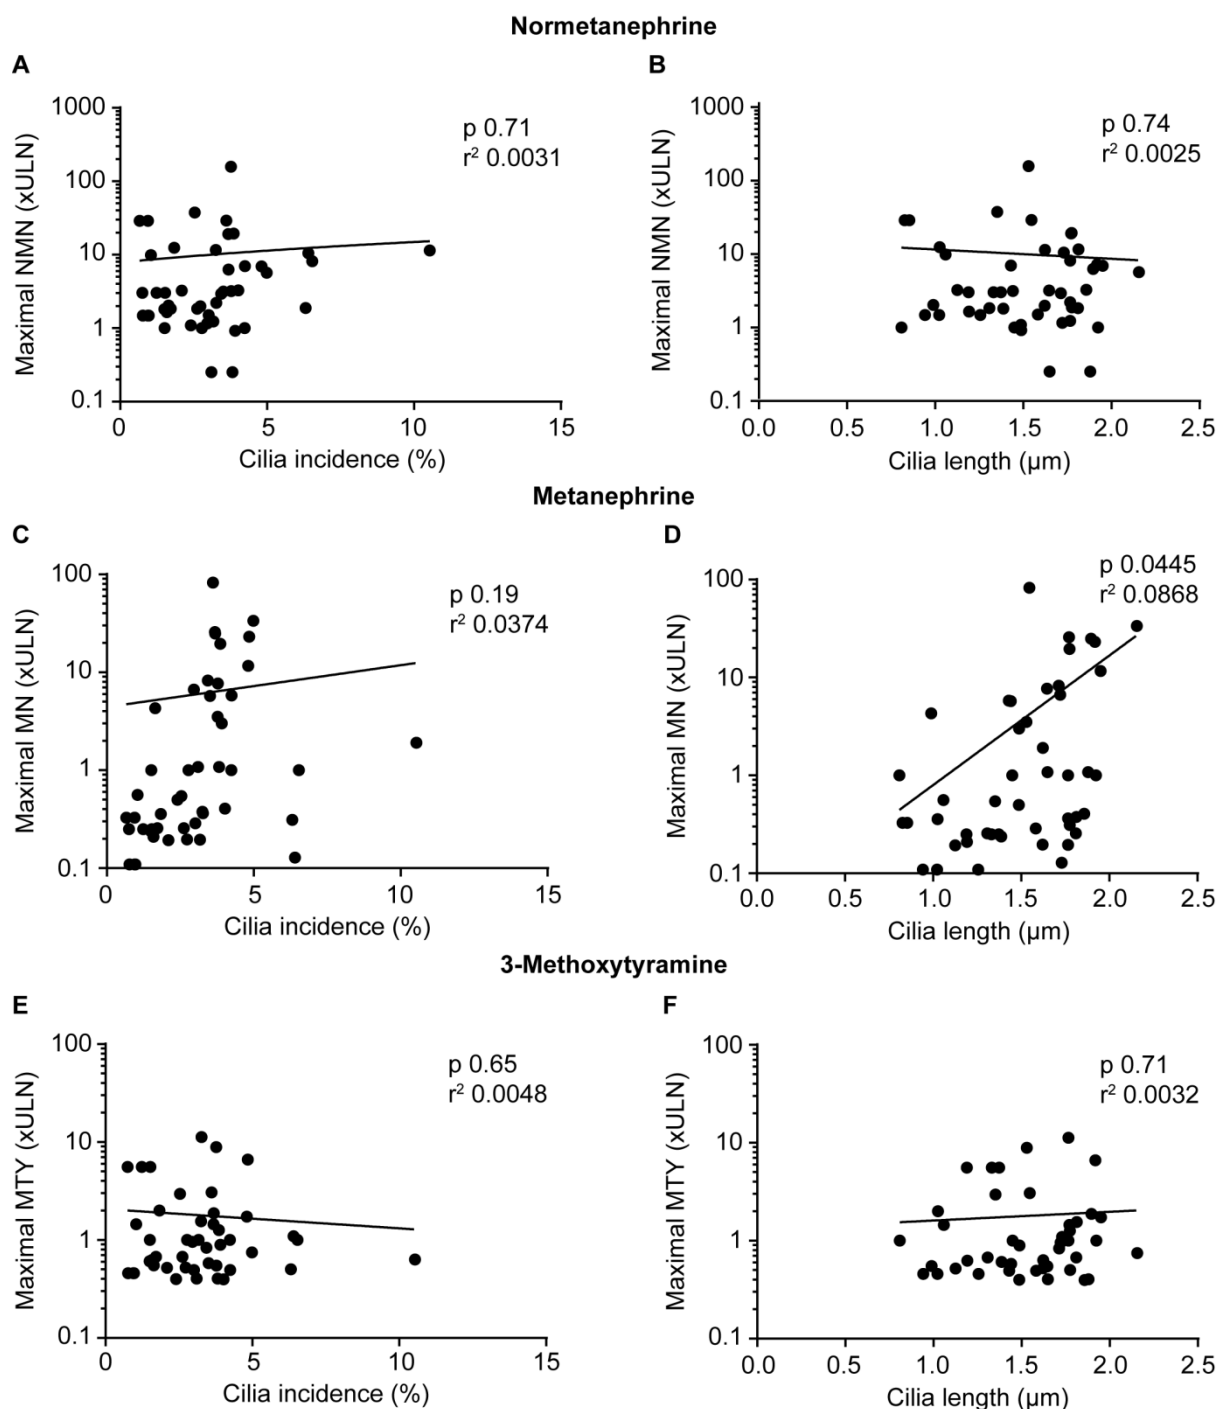 Normetanephrine
A
Maximal NMN (xULN)
1000
100
10
1
0.1
0
5
10
15
Cilia incidence (%)
p 0.71
r² 0.0031
B
Maximal NMN (xULN)
1000
100
10
1
0.1
0.0
0.5
1.0
1.5
2.0
2.5
Cilia length (µm)
p 0.74
r² 0.0025
Metanephrine
C
Maximal MN (xULN)
100
10
1
0.1
0
5
10
15
Cilia incidence (%)
p 0.19
r² 0.0374
D
Maximal MN (xULN)
100
10
1
0.1
0.0
0.5
1.0
1.5
2.0
2.5
Cilia length (µm)
p 0.0445
r² 0.0868
3-Methoxytyramine
E
Maximal MTY (xULN)
100
10
1
0.1
0
5
10
15
Cilia incidence (%)
p 0.65
r² 0.0048
F
Maximal MTY (xULN)
100
10
1
0.1
0.0
0.5
1.0
1.5
2.0
2.5
Cilia length (µm)
p 0.71
r² 0.0032